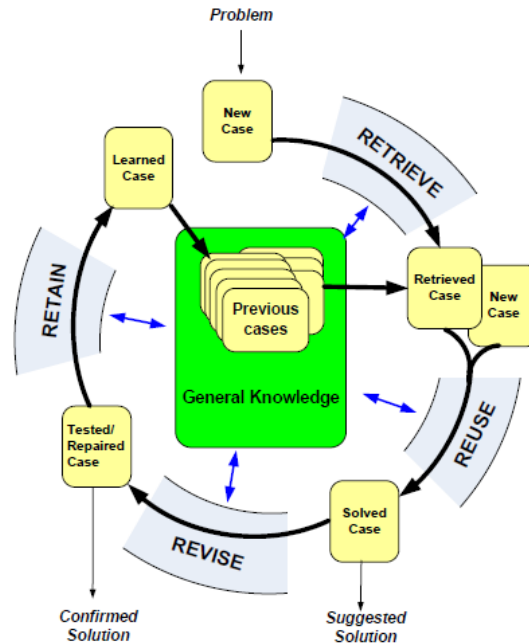 Problem
New
Case
RETRIEVE
Learned
Case
Retrieved
Case
New
Case
Previous
cases
RETAIN
General Knowledge
REUSE
Tested/
Repaired
Case
Solved
Case
REVISE
Confirmed
Solution
Suggested
Solution